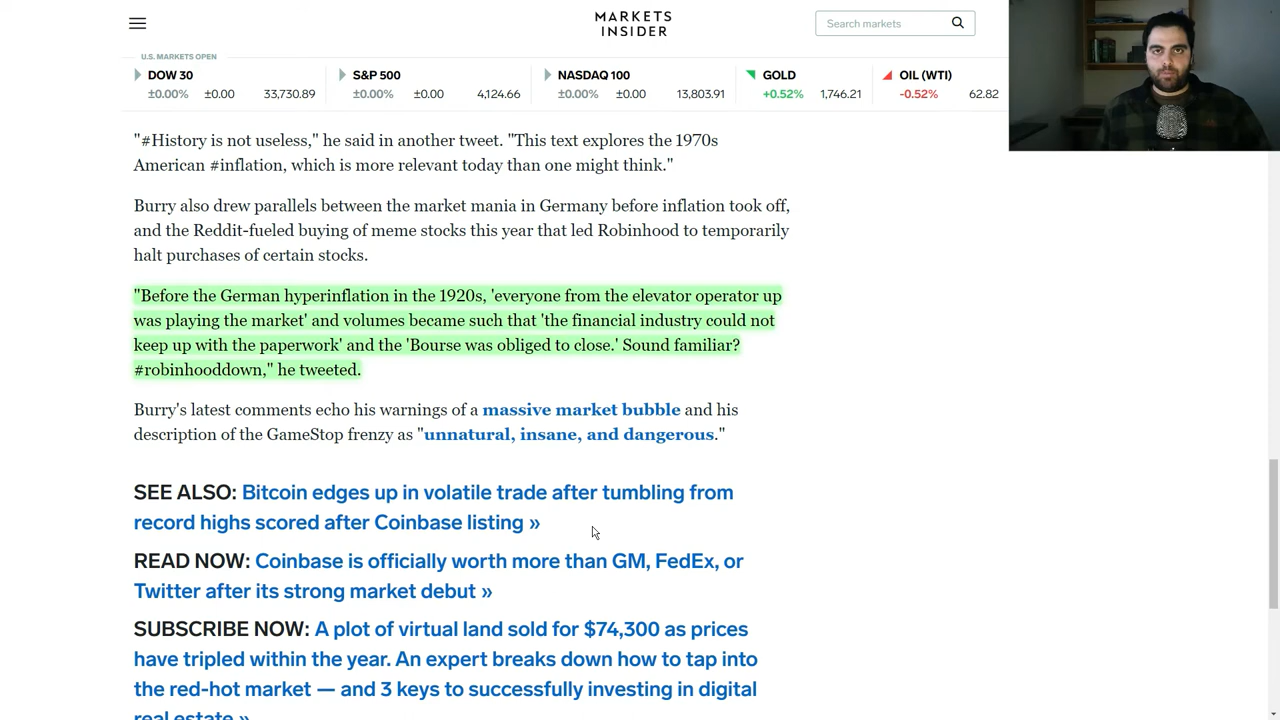 MARKETS
INSIDER
Search markets
U.S. MARKETS OPEN
DOW 30
±0.00% ±0.00 33,730.89
S&P 500
±0.00% ±0.00 4,124.66
NASDAQ 100
±0.00% ±0.00 13,803.91
GOLD
+0.52% 1,746.21
OIL (WTI)
-0.52% 62.82
"#History is not useless," he said in another tweet. "This text explores the 1970s
American #inflation, which is more relevant today than one might think."
Burry also drew parallels between the market mania in Germany before inflation took off,
and the Reddit-fueled buying of meme stocks this year that led Robinhood to temporarily
halt purchases of certain stocks.
"Before the German hyperinflation in the 1920s, 'everyone from the elevator operator up
was playing the market' and volumes became such that 'the financial industry could not
keep up with the paperwork' and the 'Bourse was obliged to close.' Sound familiar?
#robinhooddown," he tweeted.
Burry's latest comments echo his warnings of a massive market bubble and his
description of the GameStop frenzy as "unnatural, insane, and dangerous."
SEE ALSO: Bitcoin edges up in volatile trade after tumbling from
record highs scored after Coinbase listing »
READ NOW: Coinbase is officially worth more than GM, FedEx, or
Twitter after its strong market debut »
SUBSCRIBE NOW: A plot of virtual land sold for $74,300 as prices
have tripled within the year. An expert breaks down how to tap into
the red-hot market — and 3 keys to successfully investing in digital
real estate »